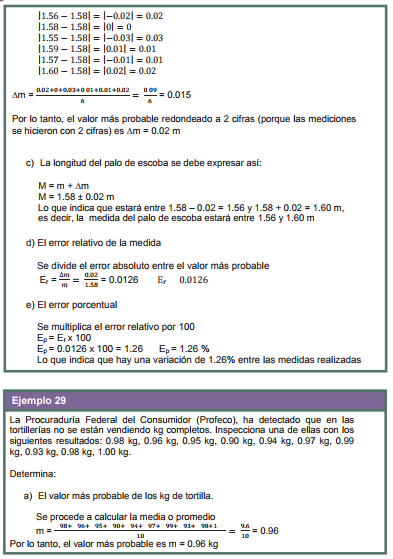 |1.56 – 1.58| = |–0.02| = 0.02
|1.58 – 1.58| = |0| = 0
|1.55 – 1.58| = |–0.03| = 0.03
|1.59 – 1.58| = |0.01| = 0.01
|1.57 – 1.58| = |–0.01| = 0.01
|1.60 – 1.58| = |0.02| = 0.02
Δm = 0.02+0+0.03+0 01+0.01+0.02 / 6 = 0 09 / 6 = 0.015
Por lo tanto, el valor más probable redondeado a 2 cifras (porque las mediciones
se hicieron con 2 cifras) es Δm = 0.02 m
c) La longitud del palo de escoba se debe expresar así:
M = m + Δm
M = 1.58 ± 0.02 m
Lo que indica que estará entre 1.58 – 0.02 = 1.56 y 1.58 + 0.02 = 1.60 m,
es decir, la medida del palo de escoba estará entre 1.56 y 1.60 m
d) El error relativo de la medida
Se divide el error absoluto entre el valor más probable
Er = Δm / m = 0.02 / 1.58 = 0.0126 Er 0.0126
e) El error porcentual
Se multiplica el error relativo por 100
Ep = Er x 100
Ep = 0.0126 x 100 = 1.26 Ep = 1.26 %
Lo que indica que hay una variación de 1.26% entre las medidas realizadas
Ejemplo 29
La Procuraduría Federal del Consumidor (Profeco), ha detectado que en las
tortillerías no se están vendiendo kg completos. Inspecciona una de ellas con los
siguientes resultados: 0.98 kg, 0.96 kg, 0.95 kg, 0.90 kg, 0.94 kg, 0.97 kg, 0.99
kg, 0.93 kg, 0.98 kg, 1.00 kg.
Determina:
a) El valor más probable de los kg de tortilla.
Se procede a calcular la media o promedio
m = 98+ 96+ 95+ 90+ 94+ 97+ 99+ 93+ 98+1 / 10 = 9.6 / 10 = 0.96
Por lo tanto, el valor más probable es m = 0.96 kg